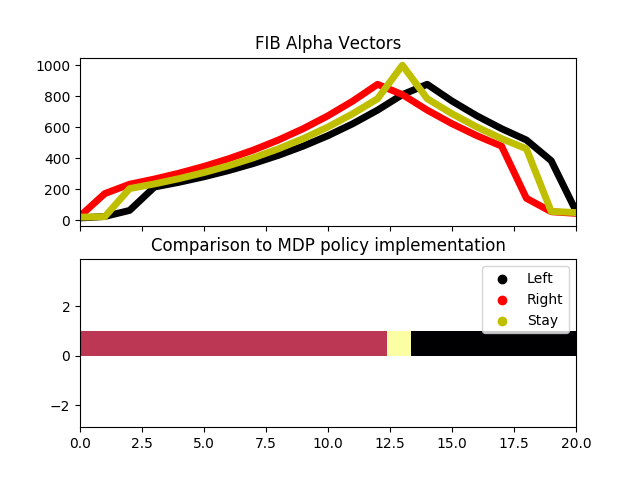 FIB Alpha Vectors
1000
800
600
400
200
0
Comparison to MDP policy implementation
Left
Right
Stay
2
0
−2
0.0 2.5 5.0 7.5 10.0 12.5 15.0 17.5 20.0